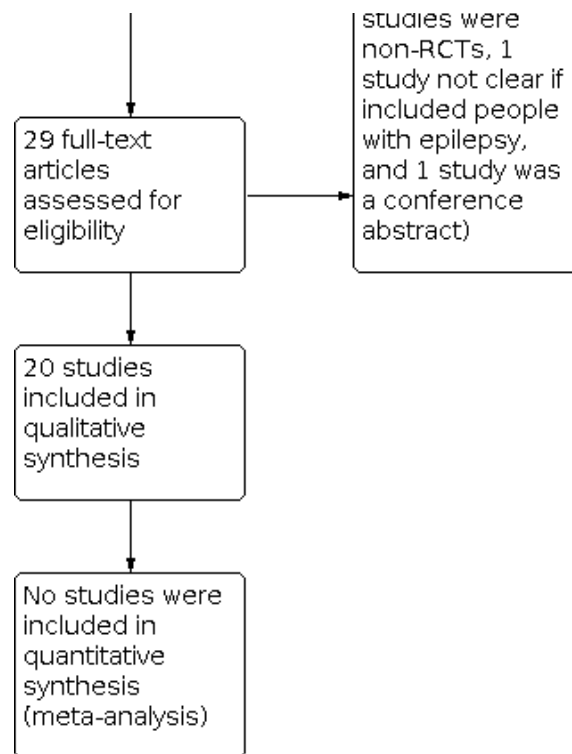 studies were
non-RCTs, 1
study not clear if
included people
with epilepsy,
and 1 study was
a conference
abstract)
29 full-text
articles
assessed for
eligibility
20 studies
included in
qualitative
synthesis
No studies were
included in
quantitative
synthesis
(meta-analysis)